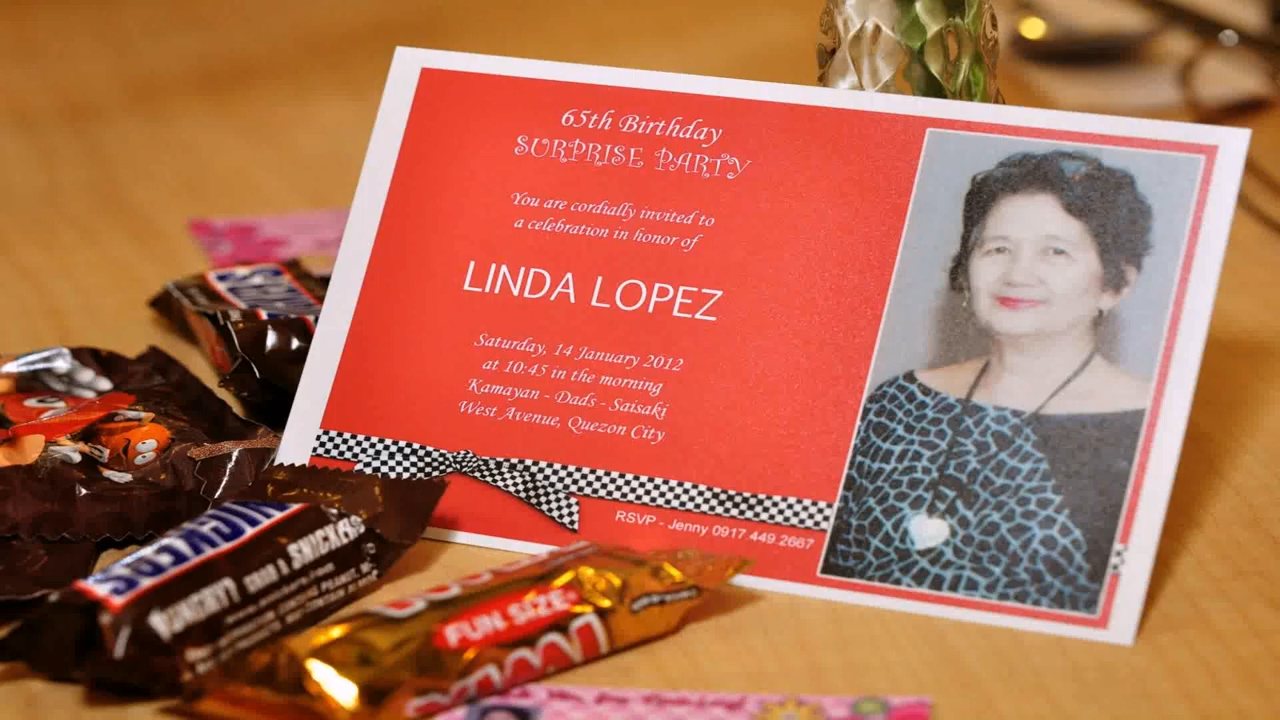 65th Birthday
SURPRISE PARTY
You are cordially invited to
a celebration in honor of
LINDA LOPEZ
Saturday, 14 January 2012
at 10:45 in the morning
Kamayan - Dads - Saisaki
West Avenue, Quezon City
RSVP - Jenny 0917.449.2667
HUNGRY? GRAB A SNICKERS
FUN SIZE